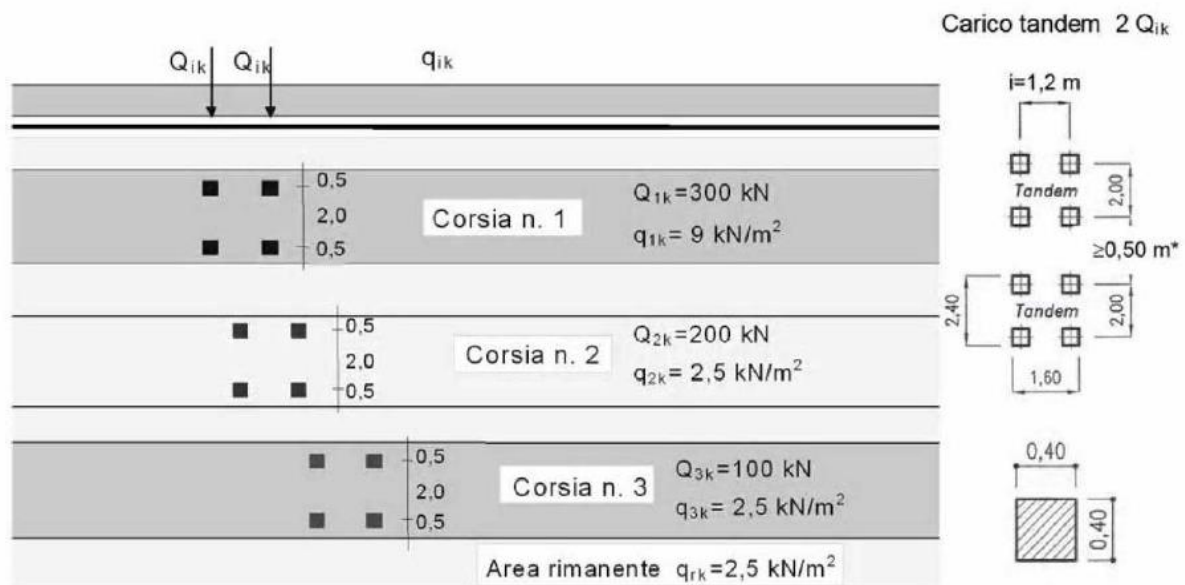 Carico tandem 2 Qik
Qik Qik qik
i=1,2 m
0,5
2,0
0,5
Corsia n. 1
Q1k=300 kN
q1k= 9 kN/m²
Tandem
2,00
≥0,50 m*
0,5
2,0
0,5
Corsia n. 2
Q2k=200 kN
q2k= 2,5 kN/m²
2,40
Tandem
2,00
1,60
0,5
2,0
0,5
Corsia n. 3
Q3k=100 kN
q3k= 2,5 kN/m²
0,40
0,40
Area rimanente qrk=2,5 kN/m²